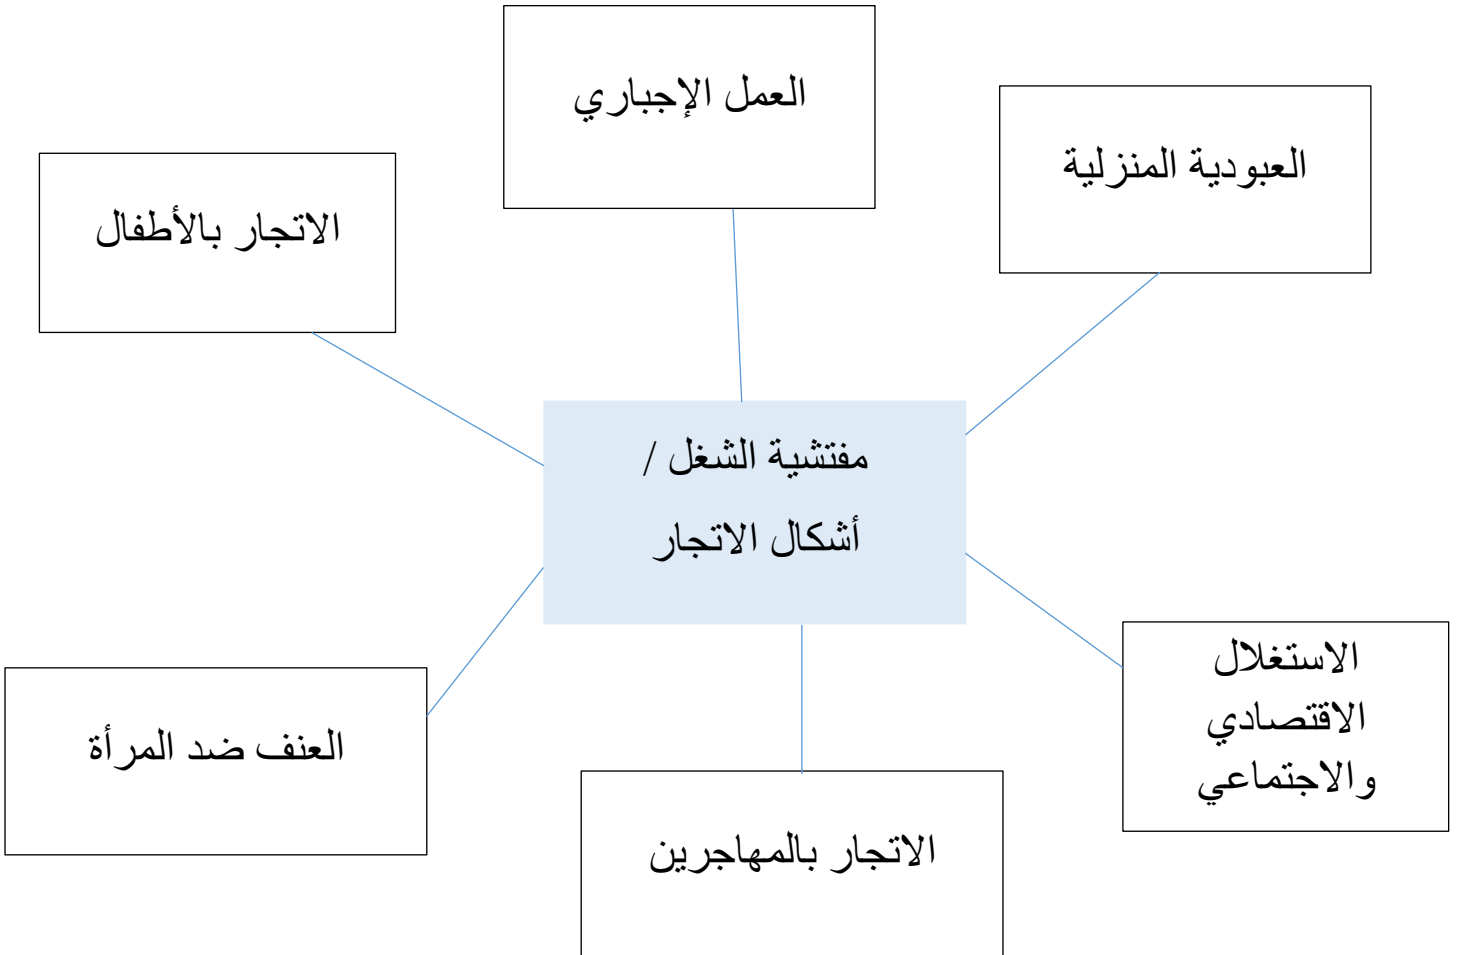 العمل الإجباري
العبودية المنزلية
الاتجار بالأطفال
مفتشية الشغل /
أشكال الاتجار
الاستغلال
الاقتصادي
والاجتماعي
العنف ضد المرأة
الاتجار بالمهاجرين